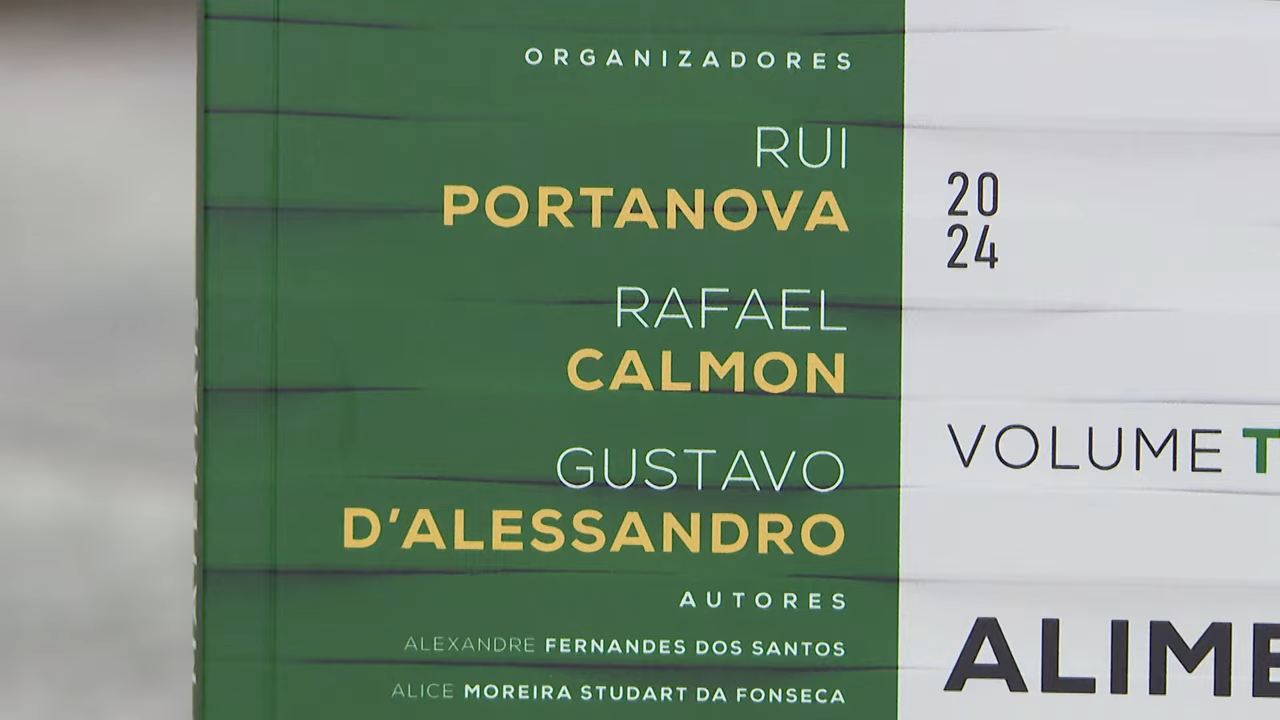 ORGANIZADORES
RUI
PORTANOVA
RAFAEL
CALMON
GUSTAVO
D'ALESSANDRO
AUTORES
ALEXANDRE FERNANDES DOS SANTOS
ALICE MOREIRA STUDART DA FONSECA
20
24
VOLUME T
ALIME